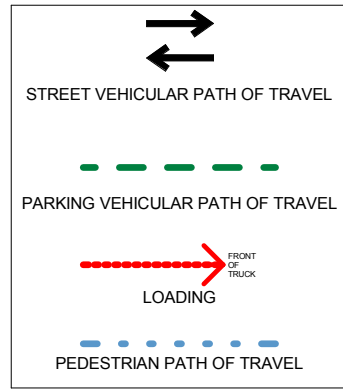 STREET VEHICULAR PATH OF TRAVEL
PARKING VEHICULAR PATH OF TRAVEL
FRONT
OF
TRUCK
LOADING
PEDESTRIAN PATH OF TRAVEL